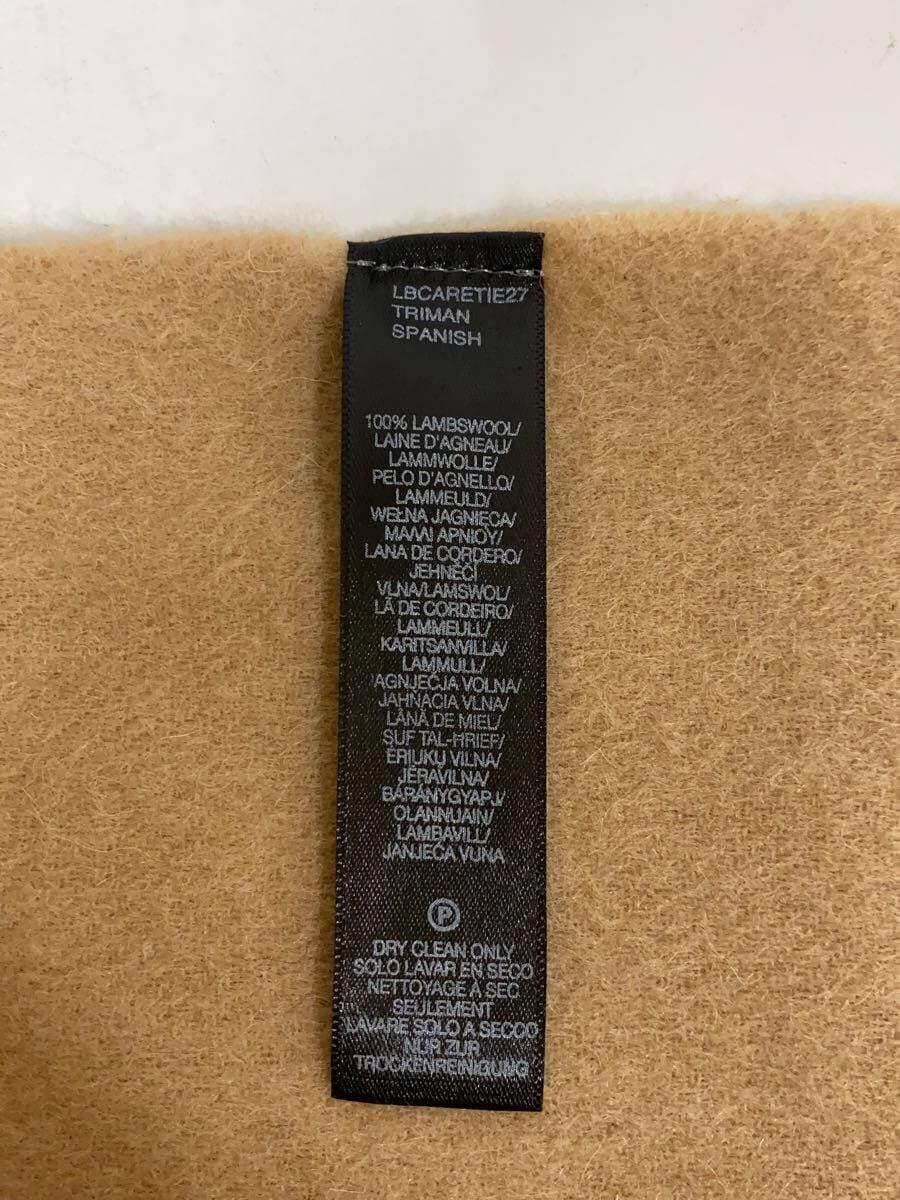 LBCARETIE27
TRIMAN
SPANISH
100% LAMBSWOOL/
LAINE D'AGNEAU/
LAMMWOLLE/
PELO D'AGNELLO/
LAMMEULD/
WEŁNA JAGNIĘCA/
ΜΑΛΛΙ ΑΡΝΙΟΥ/
LANA DE CORDERO/
JEHNĚČÍ
VLNA/LAMSWOL/
LÃ DE CORDEIRO/
LAMMEULL/
KARITSANVILLA/
LAMMULL/
AGNJEČJA VOLNA/
JAHŇACIA VLNA/
LÂNĂ DE MIEL/
SUF TAL-HRIEF/
ĖRIUKŲ VILNA/
JĒRAVILNA/
BÁRÁNYGYAPJ/
OLANNUAIN/
LAMBAVILL/
JANJEĆA VUNA
P
DRY CLEAN ONLY
SOLO LAVAR EN SECO
NETTOYAGE À SEC
SEULEMENT
LAVARE SOLO A SECCO
NUR ZUR
TROCKENREINIGUNG